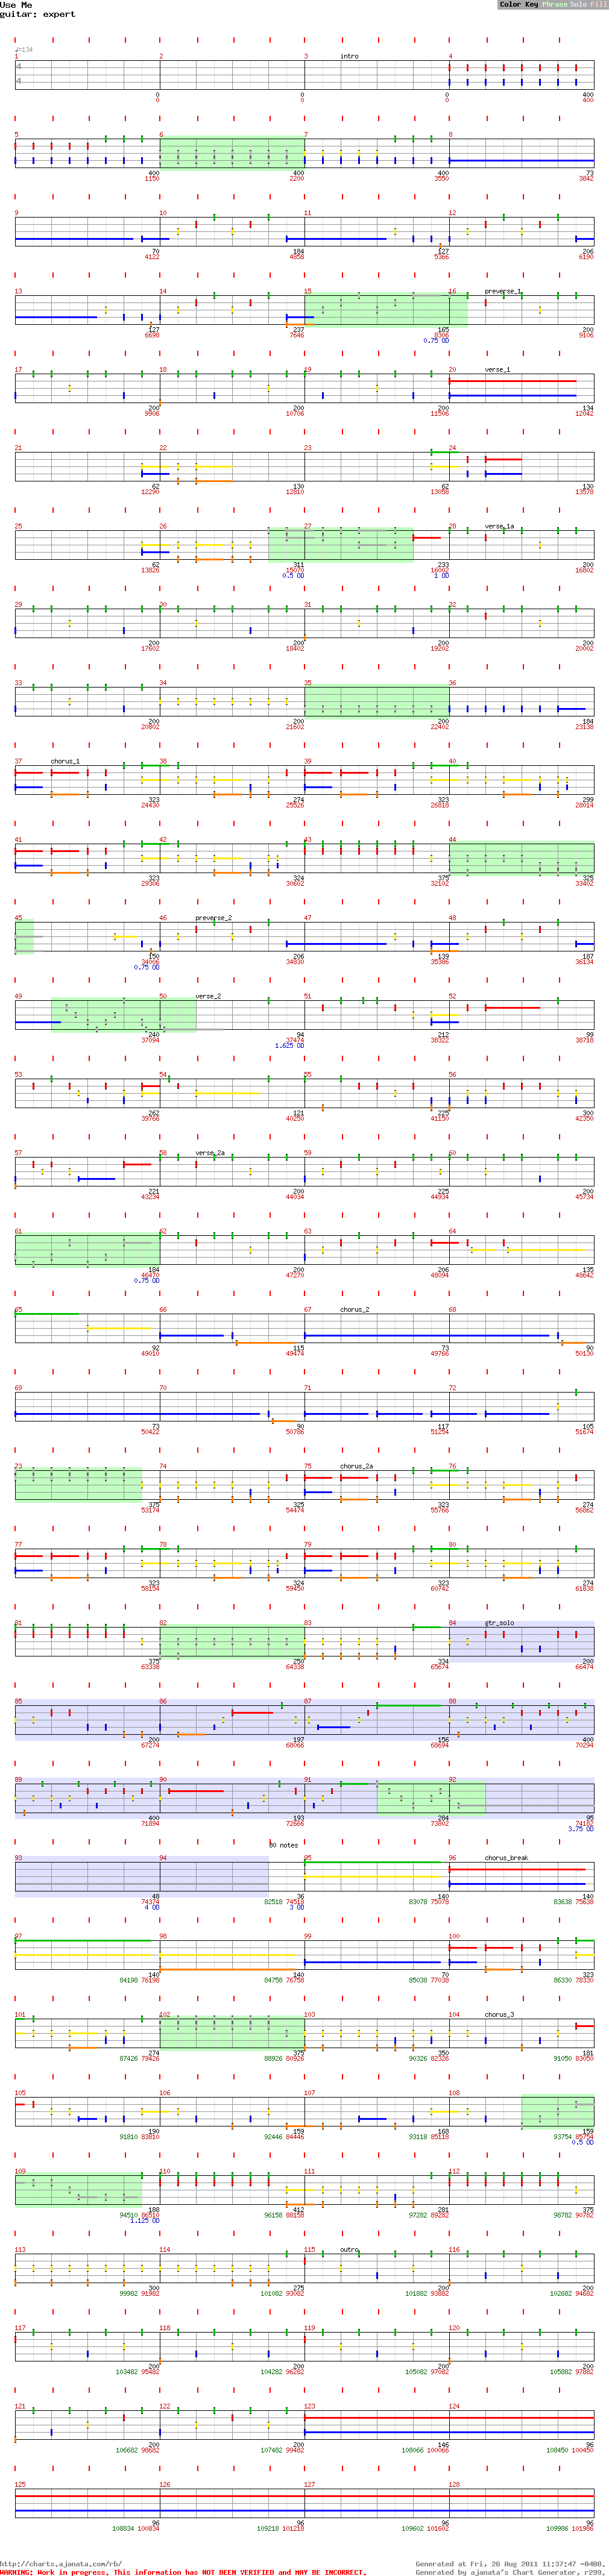 Use Me
Color Key Phrase Solo Fill
guitar: expert
♩=134
1 2 3 intro 4
4
4
0 0 0 400
0 0 0 400
5 6 7 8
400 400 400 73
1150 2200 3550 3842
9 10 11 12
70 184 127 206
4122 4858 5366 6190
13 14 15 16 preverse_1
127 237 165 200
6698 7646 8306 9106
0.75 OD
17 18 19 20 verse_1
200 200 200 134
9906 10706 11506 12042
21 22 23 24
62 130 62 130
12290 12810 13058 13578
25 26 27 28 verse_1a
62 311 233 200
13826 15070 16002 16802
0.5 OD 1 OD
29 30 31 32
200 200 200 200
17602 18402 19202 20002
33 34 35 36
200 200 200 184
20802 21602 22402 23138
37 chorus_1 38 39 40
323 274 323 299
24430 25526 26818 28014
41 42 43 44
323 324 375 325
29306 30602 32102 33402
45 46 preverse_2 47 48
150 206 139 187
34006 34830 35386 36134
0.75 OD
49 50 verse_2 51 52
240 94 212 99
37094 37474 38322 38718
1.625 OD
53 54 55 56
262 121 225 300
39766 40250 41150 42350
57 58 verse_2a 59 60
221 200 225 200
43234 44034 44934 45734
61 62 63 64
184 200 206 135
46470 47270 48094 48642
0.75 OD
65 66 67 chorus_2 68
92 115 73 90
49010 49474 49766 50130
69 70 71 72
73 90 117 105
50422 50786 51254 51674
73 74 75 chorus_2a 76
375 325 323 274
53174 54474 55766 56862
77 78 79 80
323 324 323 274
58154 59450 60742 61838
81 82 83 84 gtr_solo
375 250 334 200
63338 64338 65674 66474
85 86 87 88
200 197 156 400
67274 68066 68694 70294
89 90 91 92
400 193 284 95
71894 72666 73802 74182
3.75 OD
80 notes
93 94 95 96 chorus_break
48 36 140 140
74374 82518 74518 83078 75078 83638 75638
4 OD 3 OD
97 98 99 100
140 140 70 323
84198 76198 84758 76758 85038 77038 86330 78330
101 102 103 104 chorus_3
274 375 350 181
87426 79426 88926 80926 90326 82326 91050 83050
105 106 107 108
190 159 168 159
91810 83810 92446 84446 93118 85118 93754 85754
0.5 OD
109 110 111 112
188 412 281 375
94510 86510 96158 88158 97282 89282 98782 90782
1.125 OD
113 114 115 outro 116
300 275 200 200
99982 91982 101082 93082 101882 93882 102682 94682
117 118 119 120
200 200 200 200
103482 95482 104282 96282 105082 97082 105882 97882
121 122 123 124
200 200 146 96
106682 98682 107482 99482 108066 100066 108450 100450
125 126 127 128
96 96 96 96
108834 100834 109218 101218 109602 101602 109986 101986
http://charts.ajanata.com/rb/ Generated at Fri, 26 Aug 2011 11:37:47 -0400.
WARNING: Work in progress. This information has NOT BEEN VERIFIED and MAY BE INCORRECT. Generated by ajanata's Chart Generator, r299.